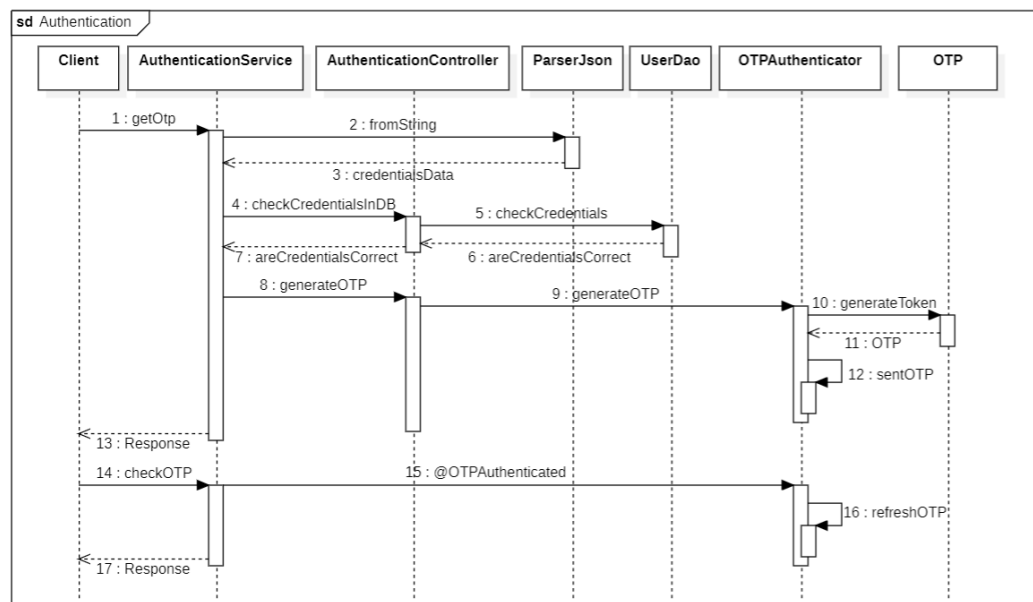 sd Authentication
Client
AuthenticationService
AuthenticationController
ParserJson
UserDao
OTPAuthenticator
OTP
1 : getOtp
2 : fromString
3 : credentialsData
4 : checkCredentialsInDB
5 : checkCredentials
6 : areCredentialsCorrect
7 : areCredentialsCorrect
8 : generateOTP
9 : generateOTP
10 : generateToken
11 : OTP
12 : sentOTP
13 : Response
14 : checkOTP
15 : @OTPAuthenticated
16 : refreshOTP
17 : Response